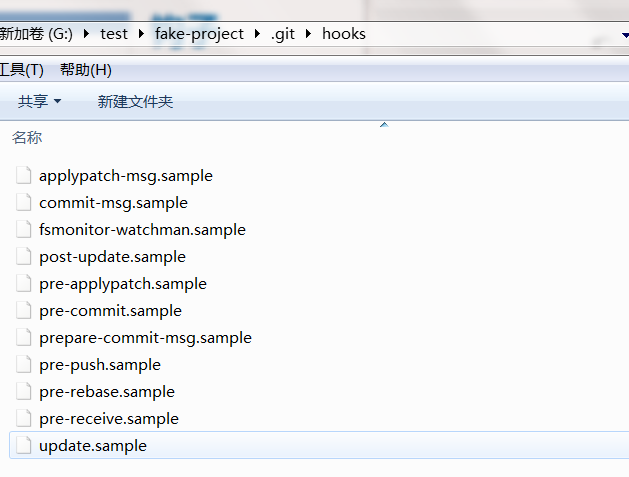 新加卷 (G:) test fake-project .git hooks
工具(T) 帮助(H)
共享 新建文件夹
名称
applypatch-msg.sample
commit-msg.sample
fsmonitor-watchman.sample
post-update.sample
pre-applypatch.sample
pre-commit.sample
prepare-commit-msg.sample
pre-push.sample
pre-rebase.sample
pre-receive.sample
update.sample